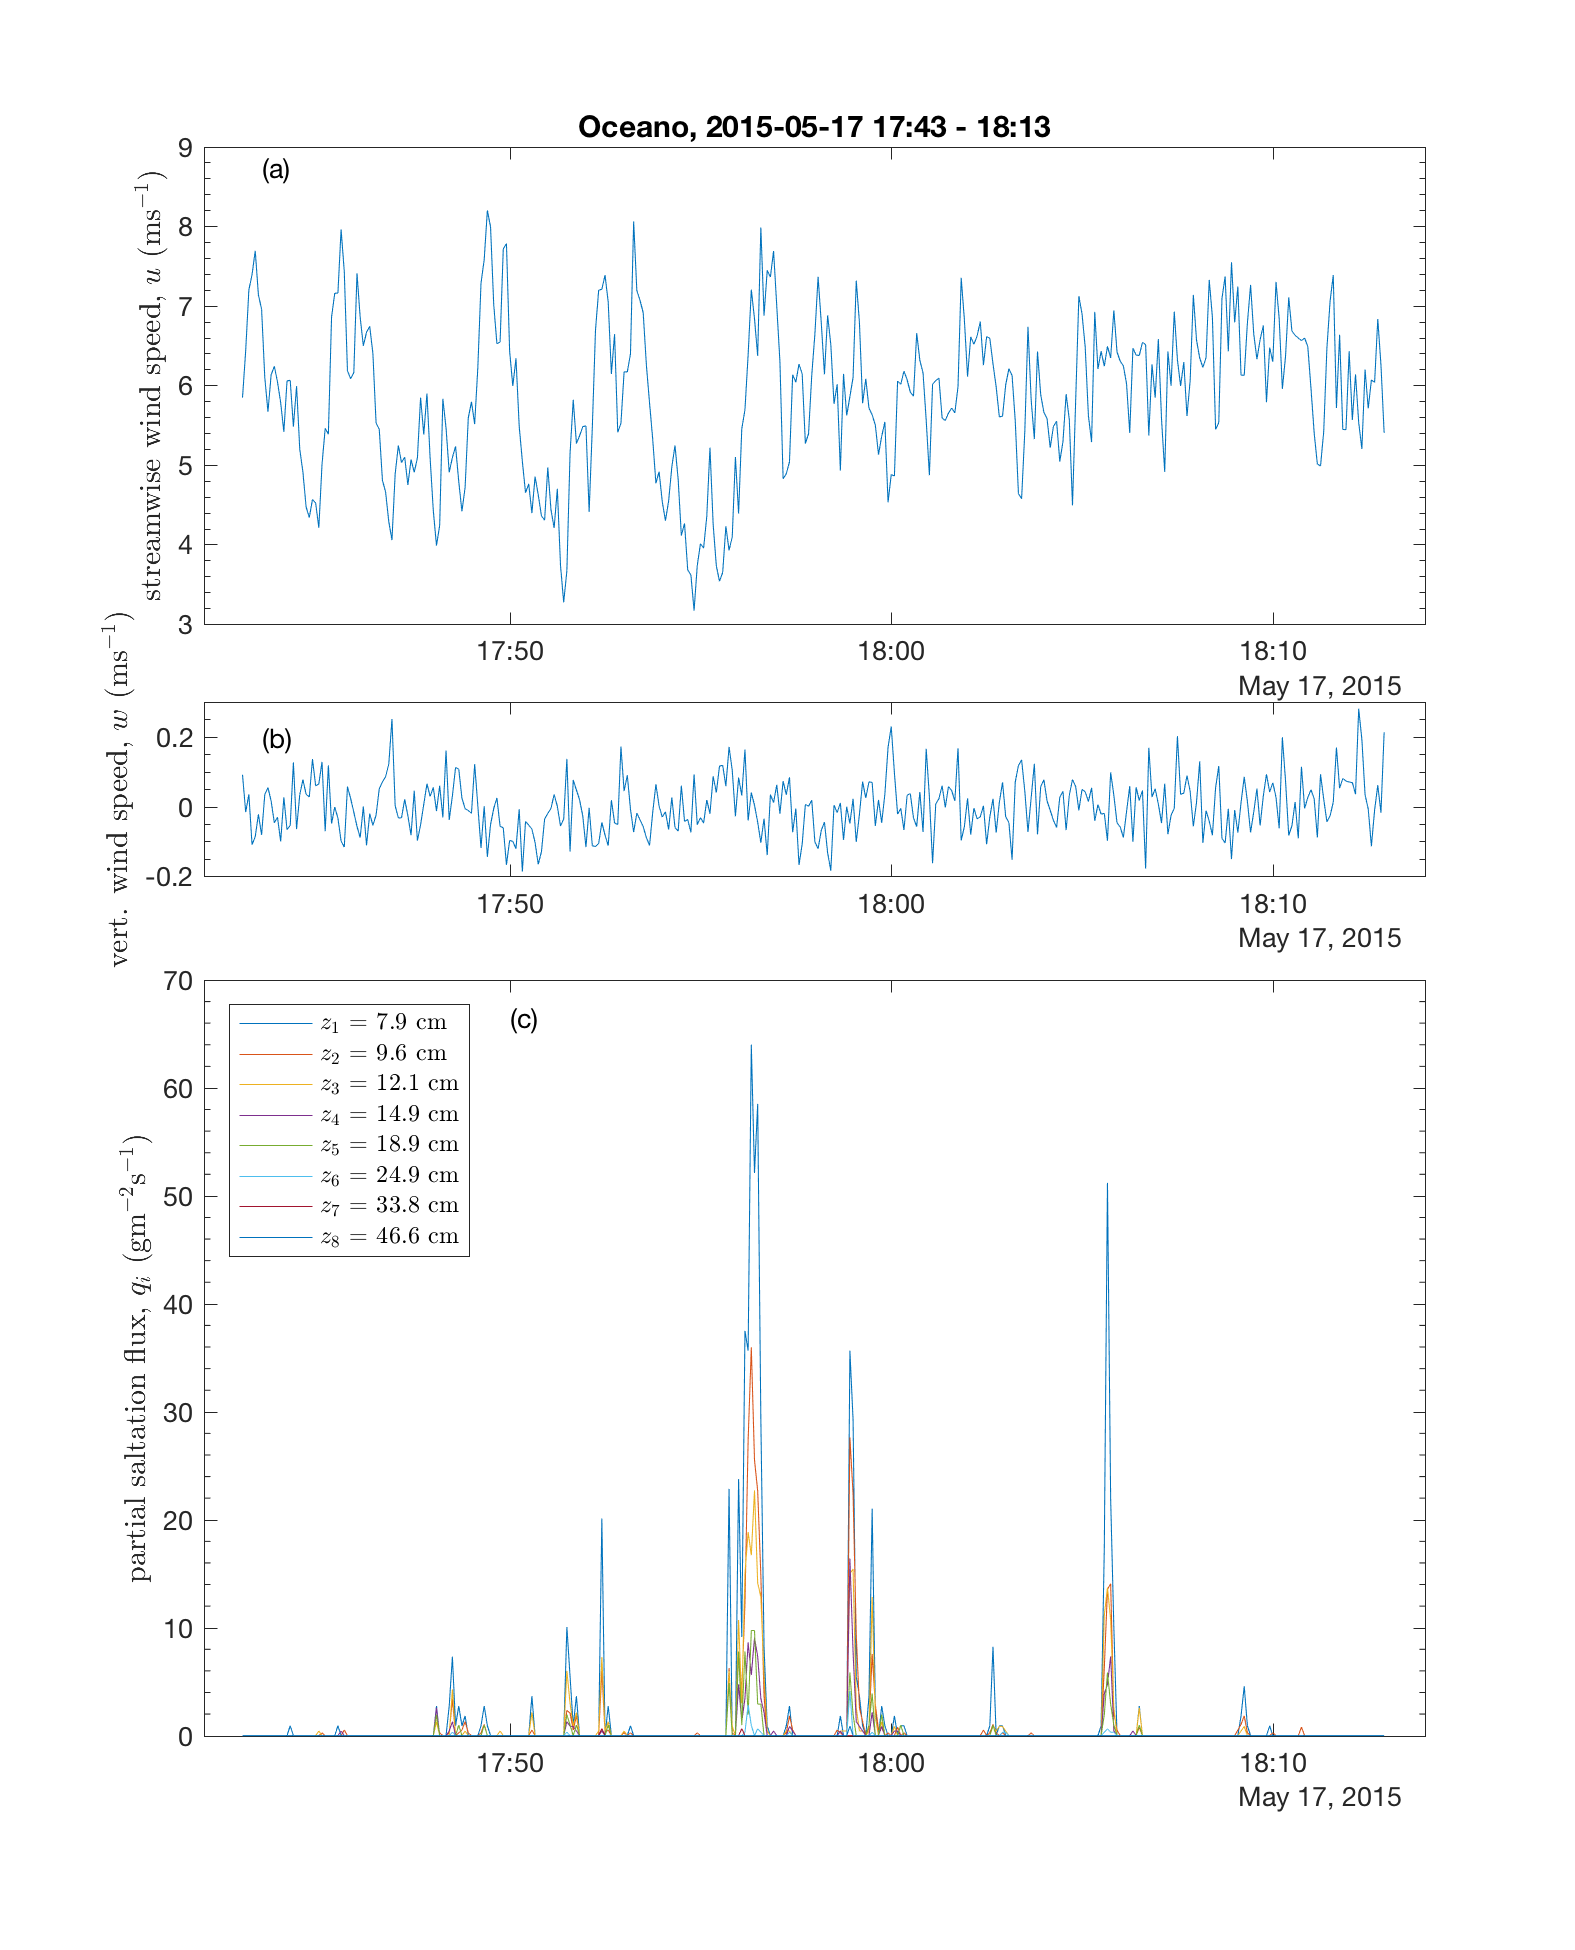 Oceano, 2015-05-17 17:43 - 18:13
(a)
streamwise wind speed, u (ms⁻¹)
9
8
7
6
5
4
3
17:50 18:00 18:10
May 17, 2015
(b)
vert. wind speed, w (ms⁻¹)
0.2
0
-0.2
17:50 18:00 18:10
May 17, 2015
(c)
partial saltation flux, qᵢ (gm⁻²s⁻¹)
70
60
50
40
30
20
10
0
z₁ = 7.9 cm
z₂ = 9.6 cm
z₃ = 12.1 cm
z₄ = 14.9 cm
z₅ = 18.9 cm
z₆ = 24.9 cm
z₇ = 33.8 cm
z₈ = 46.6 cm
17:50 18:00 18:10
May 17, 2015